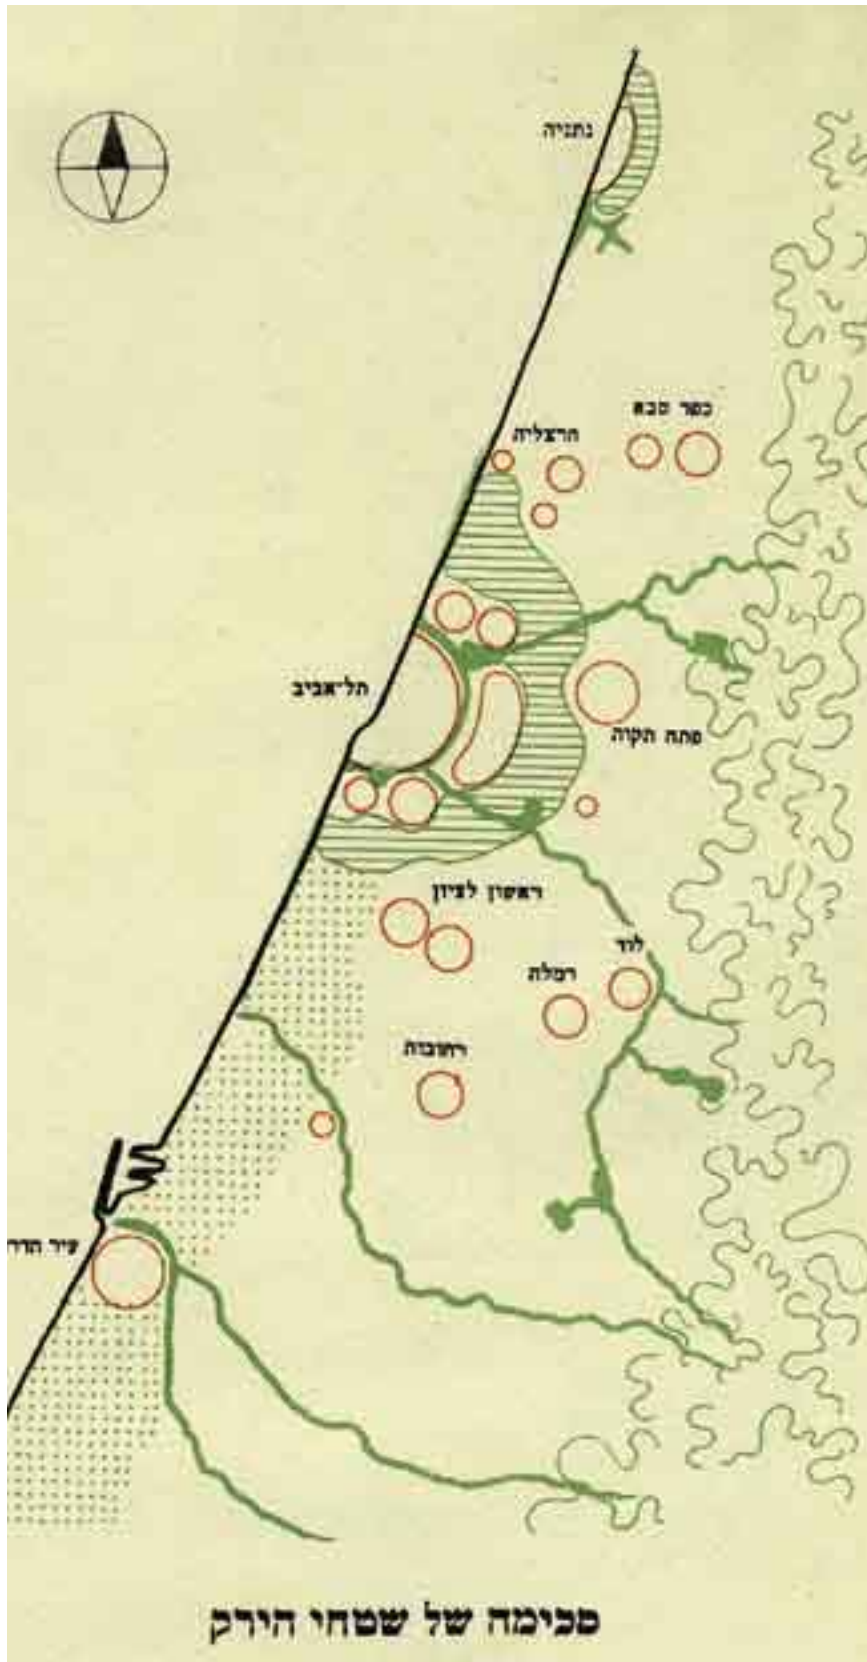 נתניה
כפר סבא
הרצליה
תל-אביב
פתח תקוה
ראשון לציון
לוד
רמלה
רחובות
עיר הדר
סכימה של שטחי הירק